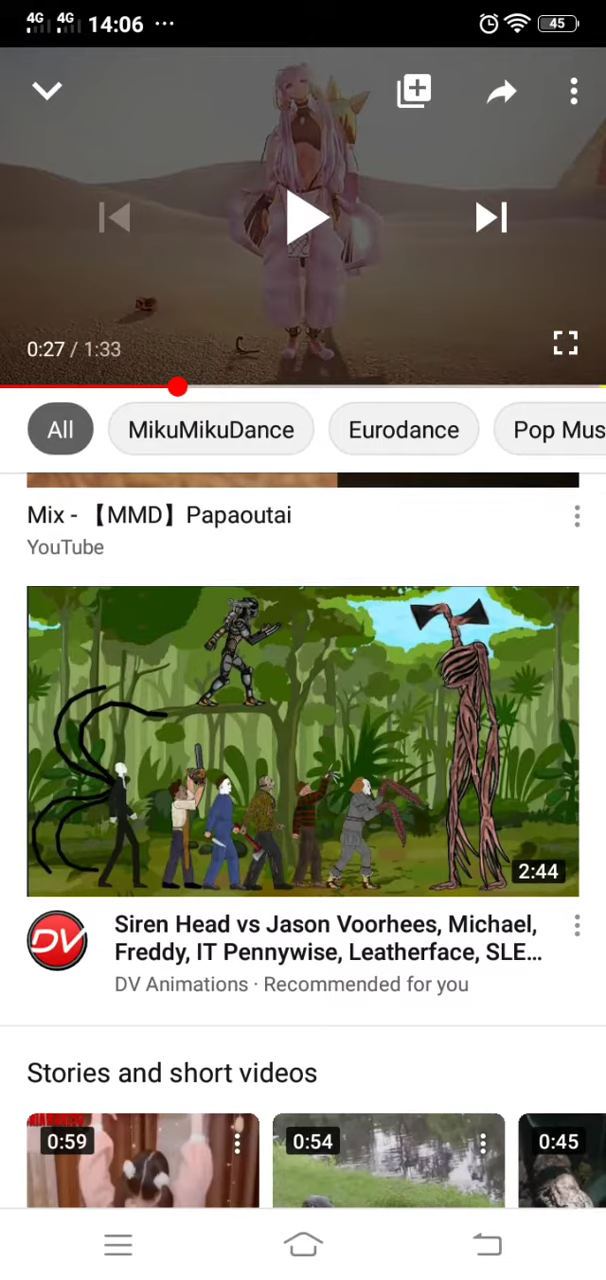 4G 4G 14:06 ... 45
0:27 / 1:33
All MikuMikuDance Eurodance Pop Mus
Mix - 【MMD】Papaoutai
YouTube
2:44
DV
Siren Head vs Jason Voorhees, Michael,
Freddy, IT Pennywise, Leatherface, SLE...
DV Animations · Recommended for you
Stories and short videos
0:59 0:54 0:45